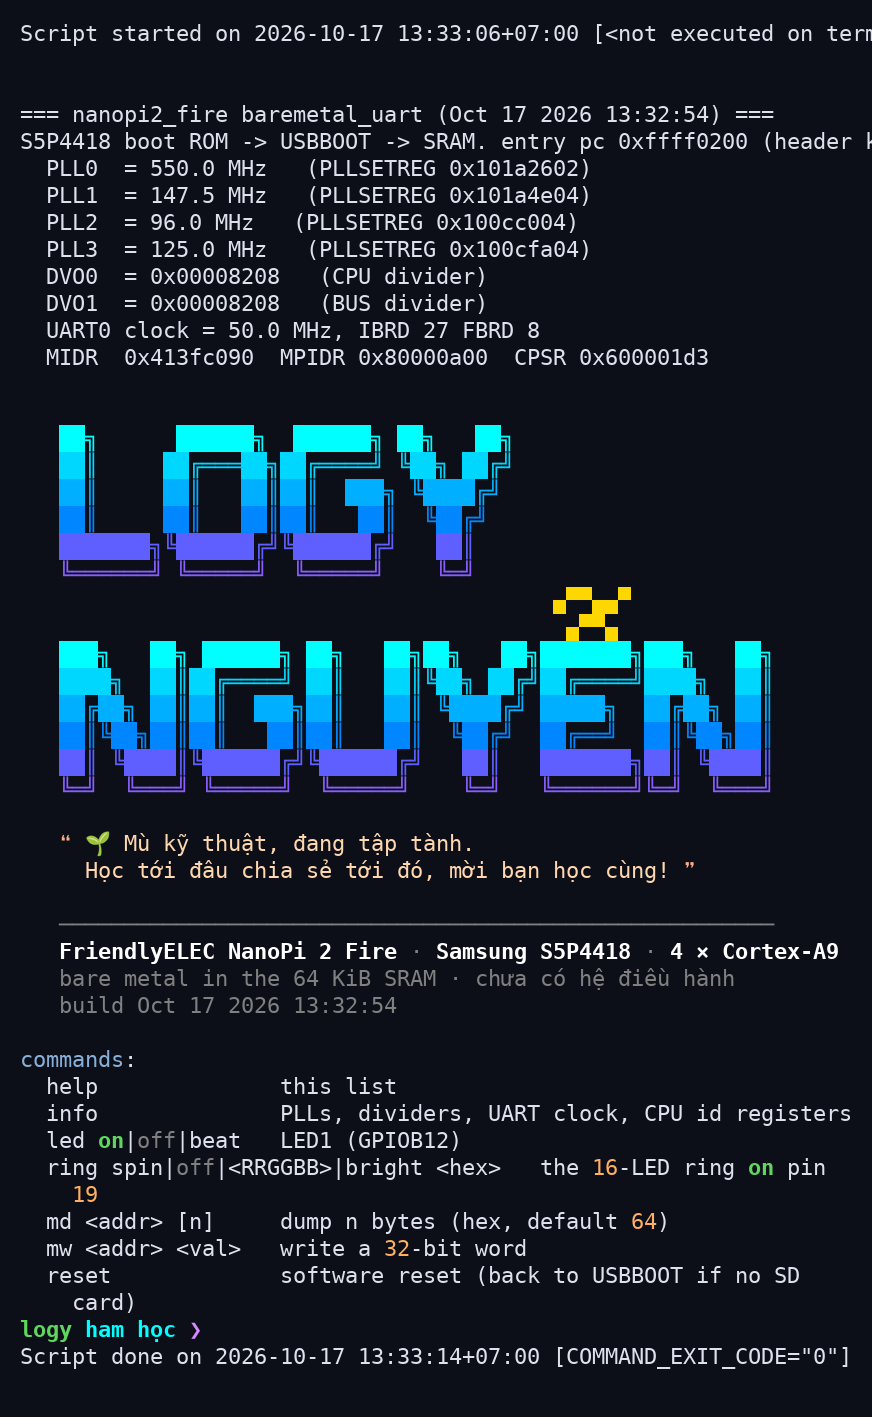 Script started on 2026-10-17 13:33:06+07:00 [<not executed on term
=== nanopi2_fire baremetal_uart (Oct 17 2026 13:32:54) ===
S5P4418 boot ROM -> USBBOOT -> SRAM. entry pc 0xffff0200 (header k
PLL0  = 550.0 MHz   (PLLSETREG 0x101a2602)
PLL1  = 147.5 MHz   (PLLSETREG 0x101a4e04)
PLL2  = 96.0 MHz   (PLLSETREG 0x100cc004)
PLL3  = 125.0 MHz   (PLLSETREG 0x100cfa04)
DVO0  = 0x00008208   (CPU divider)
DVO1  = 0x00008208   (BUS divider)
UART0 clock = 50.0 MHz, IBRD 27 FBRD 8
MIDR  0x413fc090  MPIDR 0x80000a00  CPSR 0x600001d3
LOGY
NGUYỄN
❝ 🌱 Mù kỹ thuật, đang tập tành.
Học tới đâu chia sẻ tới đó, mời bạn học cùng! ❞
FriendlyELEC NanoPi 2 Fire · Samsung S5P4418 · 4 × Cortex-A9
bare metal in the 64 KiB SRAM · chưa có hệ điều hành
build Oct 17 2026 13:32:54
commands:
help              this list
info              PLLs, dividers, UART clock, CPU id registers
led on|off|beat   LED1 (GPIOB12)
ring spin|off|<RRGGBB>|bright <hex>   the 16-LED ring on pin
19
md <addr> [n]     dump n bytes (hex, default 64)
mw <addr> <val>   write a 32-bit word
reset             software reset (back to USBBOOT if no SD
card)
logy ham học ❯
Script done on 2026-10-17 13:33:14+07:00 [COMMAND_EXIT_CODE="0"]